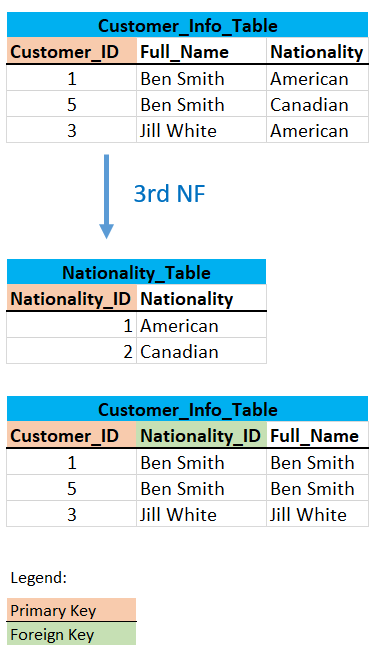 Customer_Info_Table
Customer_ID Full_Name Nationality
1 Ben Smith American
5 Ben Smith Canadian
3 Jill White American
3rd NF
Nationality_Table
Nationality_ID Nationality
1 American
2 Canadian
Customer_Info_Table
Customer_ID Nationality_ID Full_Name
1 Ben Smith Ben Smith
5 Ben Smith Ben Smith
3 Jill White Jill White
Legend:
Primary Key
Foreign Key